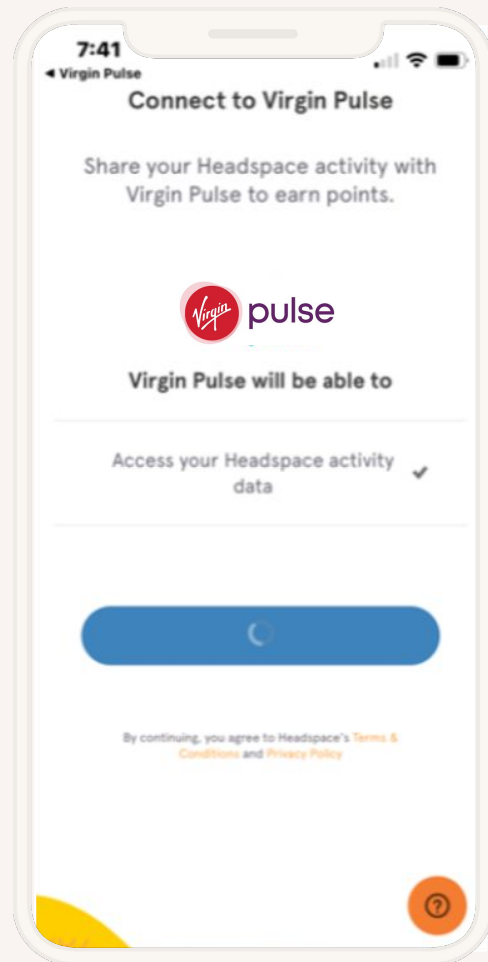 7:41
◀ Virgin Pulse
Connect to Virgin Pulse
Share your Headspace activity with
Virgin Pulse to earn points.
Virgin pulse
Virgin Pulse will be able to
Access your Headspace activity
data
By continuing, you agree to Headspace's Terms &
Conditions and Privacy Policy
?